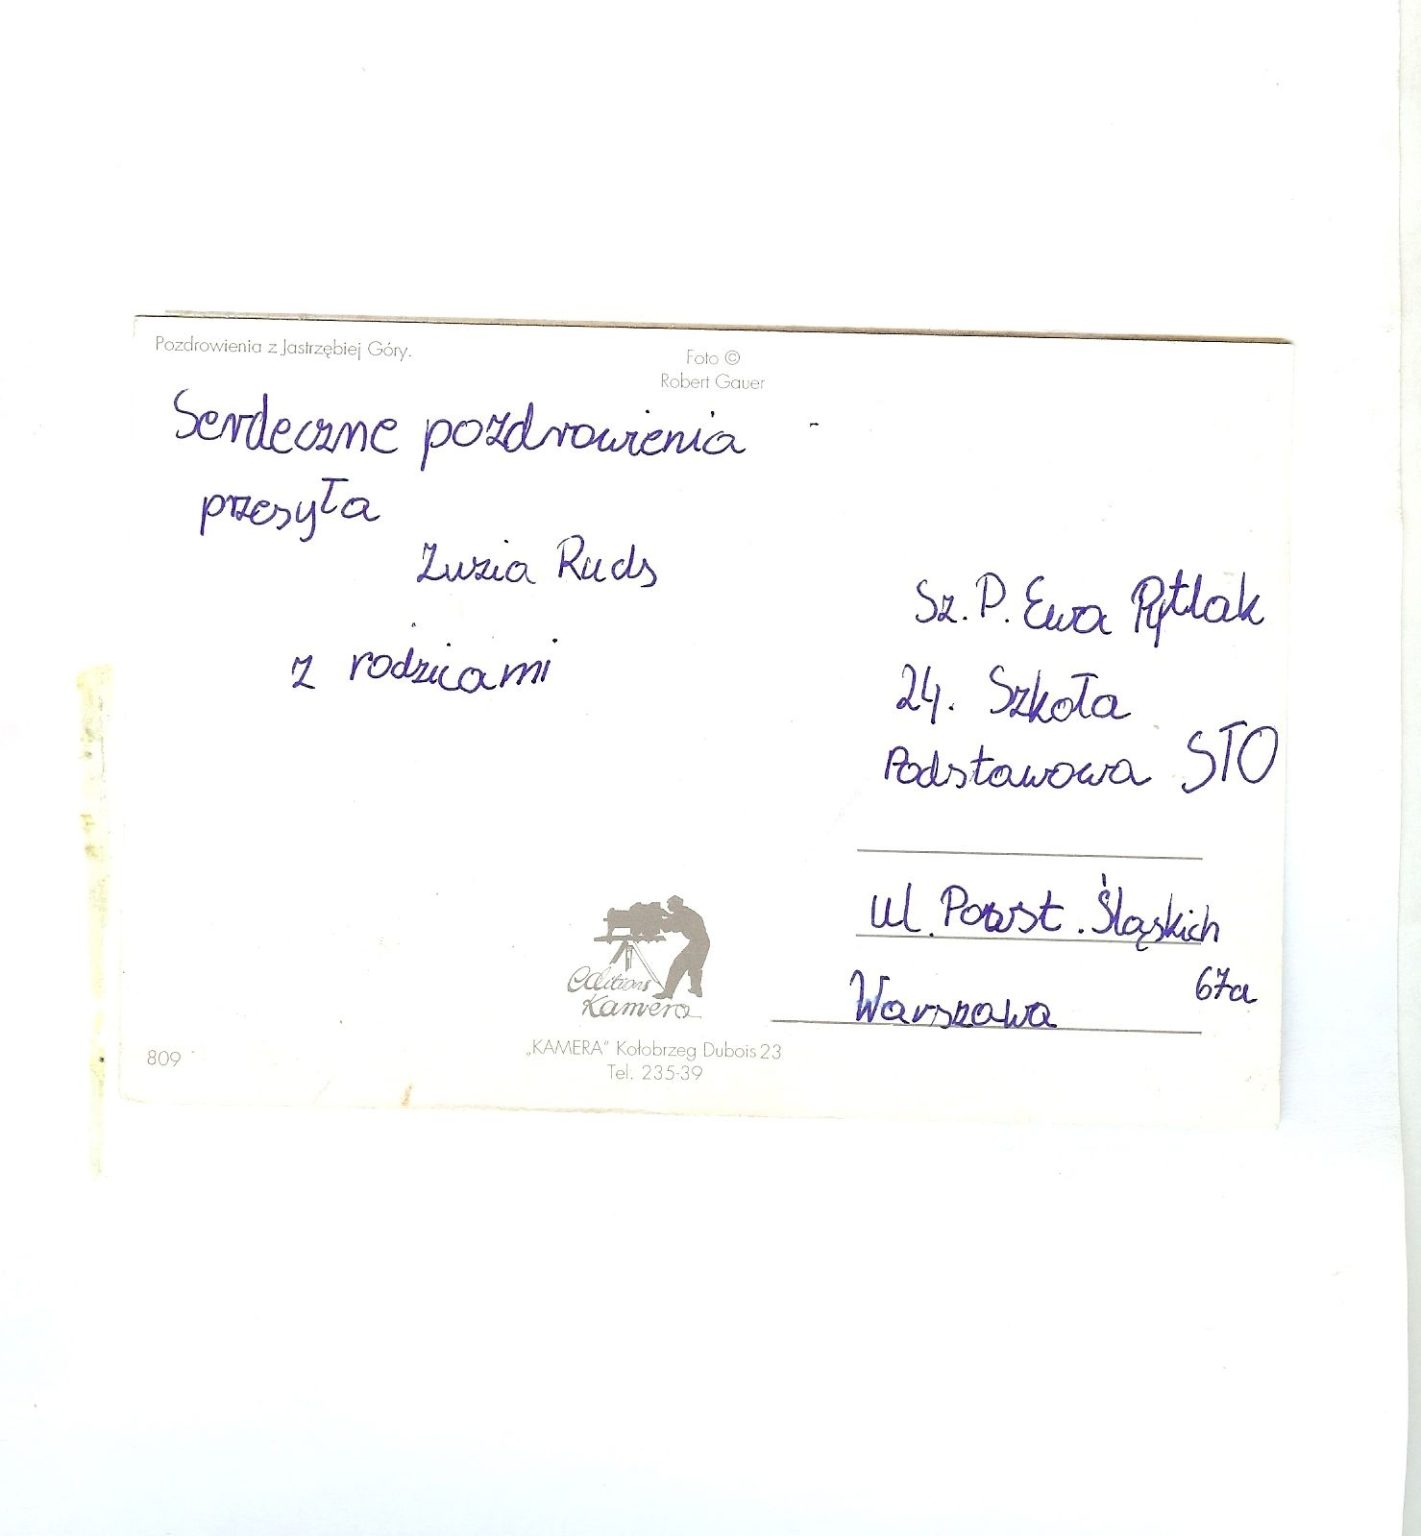 Pozdrowienia z Jastrzębiej Góry.
Foto ©
Robert Gauer
Serdeczne pozdrowienia
przesyła
Zuzia Ruds
z rodzicami
Sz. P. Ewa Pytlak
24. Szkoła
Podstawowa STO
ul. Powst. Śląskich
67a
Warszawa
editions
Kamera
809
„KAMERA" Kołobrzeg Dubois 23
Tel. 235-39